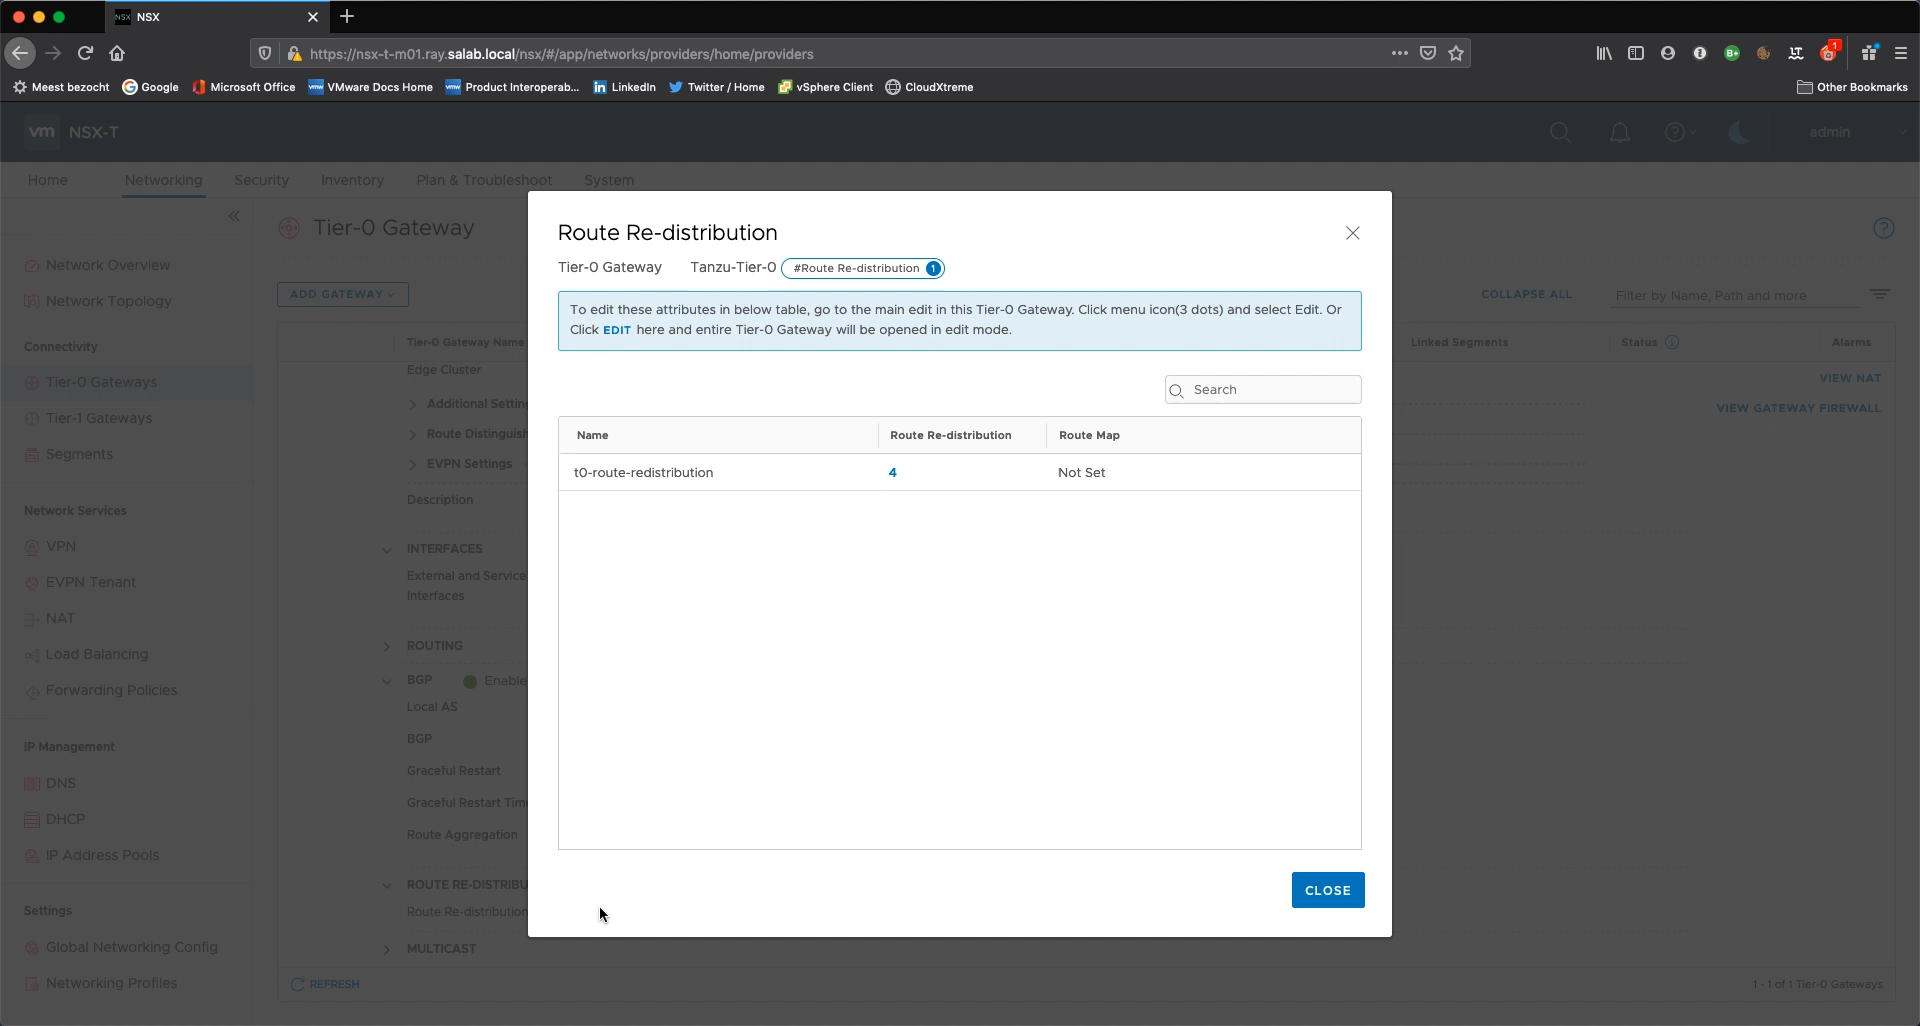 NSX NSX
https://nsx-t-m01.ray.salab.local/nsx/#/app/networks/providers/home/providers
1
Meest bezocht Google Microsoft Office VMware Docs Home Product Interoperab... LinkedIn Twitter / Home vSphere Client CloudXtreme Other Bookmarks
vm NSX-T admin
Home Networking Security Inventory Plan & Troubleshoot System
Tier-0 Gateway
Network Overview
Network Topology
Connectivity
Tier-0 Gateways
Tier-1 Gateways
Segments
Network Services
VPN
EVPN Tenant
NAT
Load Balancing
Forwarding Policies
IP Management
DNS
DHCP
IP Address Pools
Settings
Global Networking Config
Networking Profiles
ADD GATEWAY
COLLAPSE ALL
Filter by Name, Path and more
Tier-0 Gateway Name
Linked Segments
Status
Alarms
Edge Cluster
VIEW NAT
Additional Settin
VIEW GATEWAY FIREWALL
Route Distinguish
EVPN Settings
Description
INTERFACES
External and Service
Interfaces
ROUTING
BGP Enable
Local AS
BGP
Graceful Restart
Graceful Restart Tim
Route Aggregation
ROUTE RE-DISTRIBU
Route Re-distribution
MULTICAST
REFRESH
1 - 1 of 1 Tier-0 Gateways
Route Re-distribution
Tier-0 Gateway Tanzu-Tier-0 #Route Re-distribution 1
To edit these attributes in below table, go to the main edit in this Tier-0 Gateway. Click menu icon(3 dots) and select Edit. Or
Click EDIT here and entire Tier-0 Gateway will be opened in edit mode.
Search
Name Route Re-distribution Route Map
t0-route-redistribution 4 Not Set
CLOSE